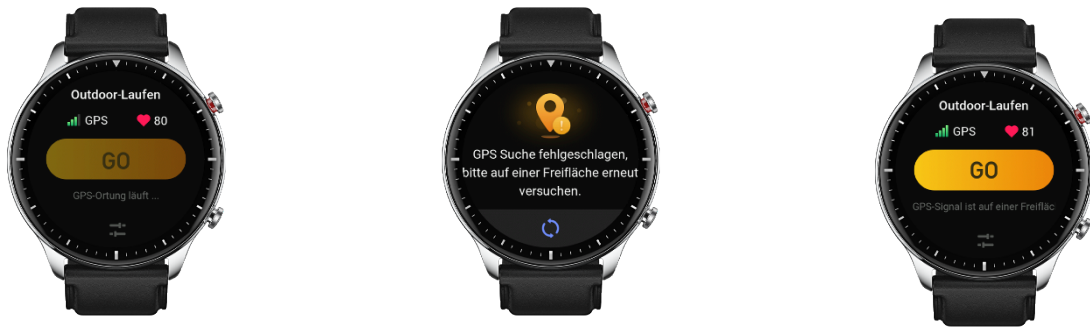 Outdoor-Laufen
GPS 80
GO
GPS-Ortung läuft ...
GPS Suche fehlgeschlagen,
bitte auf einer Freifläche erneut
versuchen.
Outdoor-Laufen
GPS 81
GO
GPS-Signal ist auf einer Freifläc